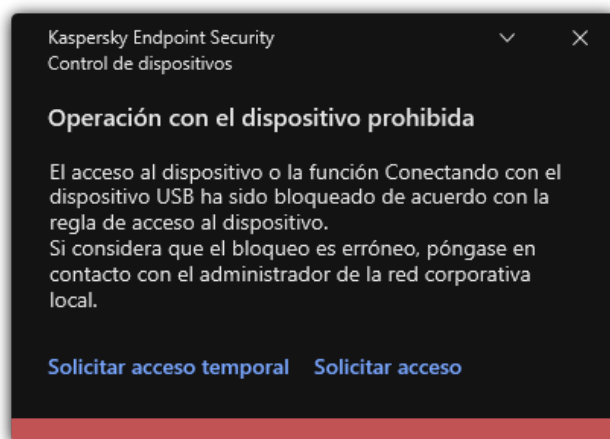 Kaspersky Endpoint Security
Control de dispositivos
Operación con el dispositivo prohibida
El acceso al dispositivo o la función Conectando con el
dispositivo USB ha sido bloqueado de acuerdo con la
regla de acceso al dispositivo.
Si considera que el bloqueo es erróneo, póngase en
contacto con el administrador de la red corporativa
local.
Solicitar acceso temporal Solicitar acceso